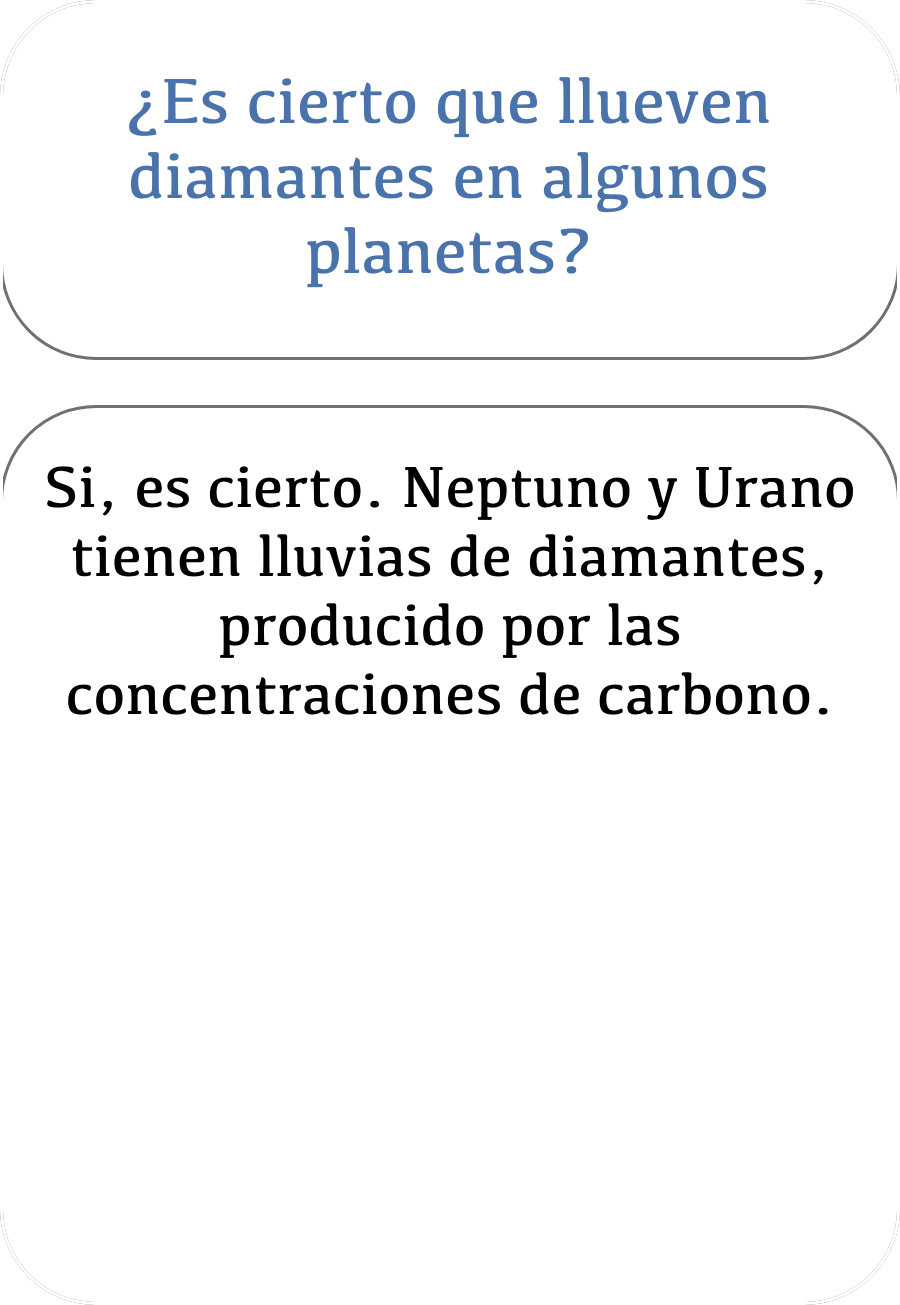 ¿Es cierto que llueven
diamantes en algunos
planetas?
Si, es cierto. Neptuno y Urano
tienen lluvias de diamantes,
producido por las
concentraciones de carbono.